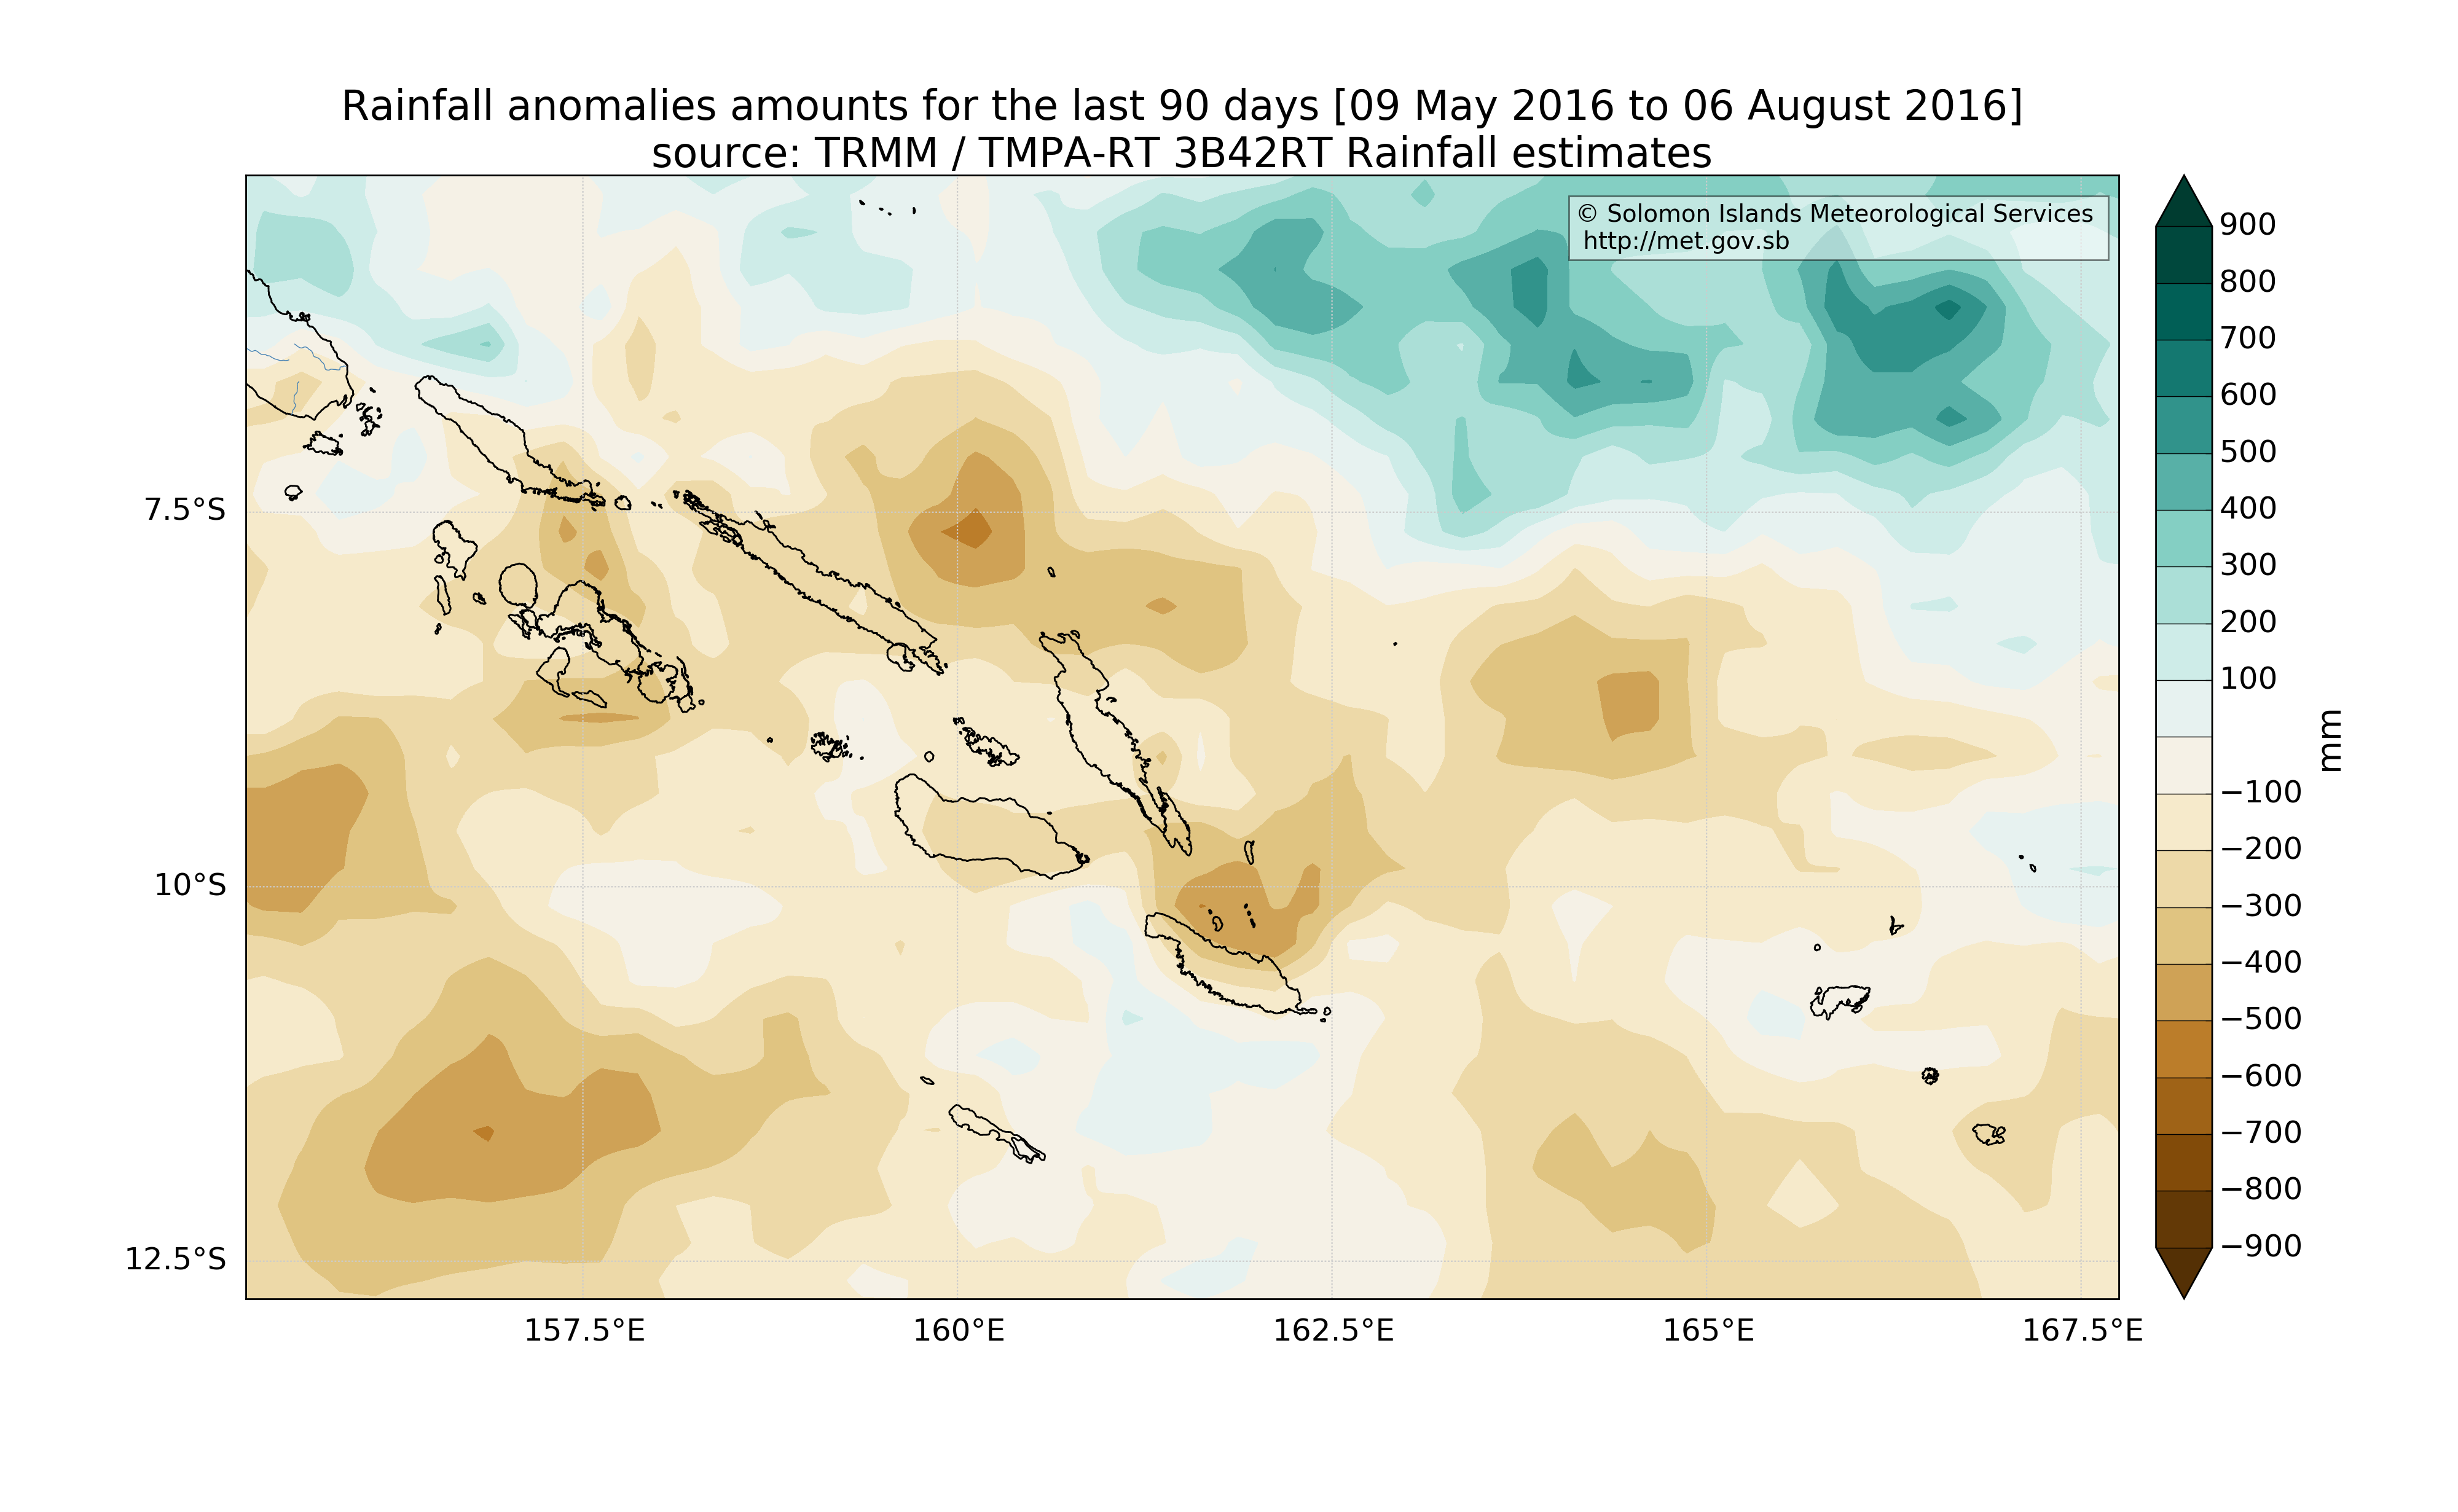 Rainfall anomalies amounts for the last 90 days [09 May 2016 to 06 August 2016]
source: TRMM / TMPA-RT 3B42RT Rainfall estimates
© Solomon Islands Meteorological Services
http://met.gov.sb
7.5°S
10°S
12.5°S
157.5°E
160°E
162.5°E
165°E
167.5°E
900
800
700
600
500
400
300
200
100
−100
−200
−300
−400
−500
−600
−700
−800
−900
mm